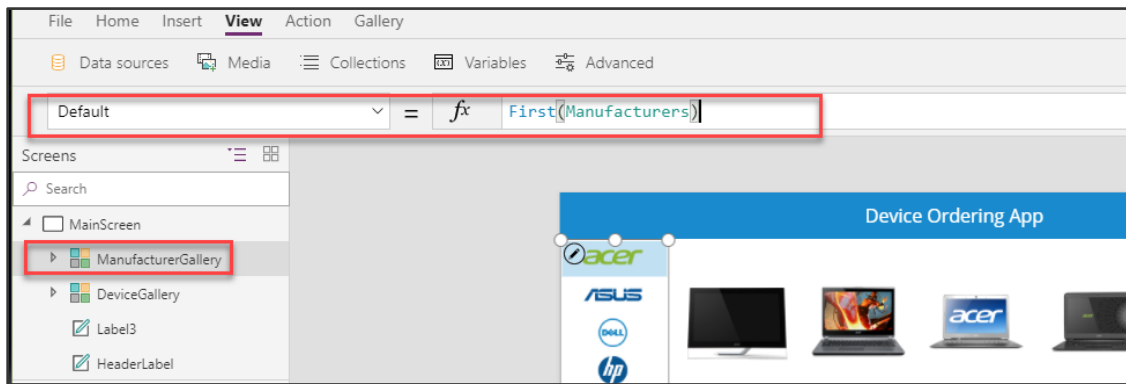 File Home Insert View Action Gallery
Data sources Media Collections (x) Variables Advanced
Default = fx First(Manufacturers)
Screens
Search
MainScreen
ManufacturerGallery
DeviceGallery
Label3
HeaderLabel
Device Ordering App
acer
ASUS
DELL
hp
acer